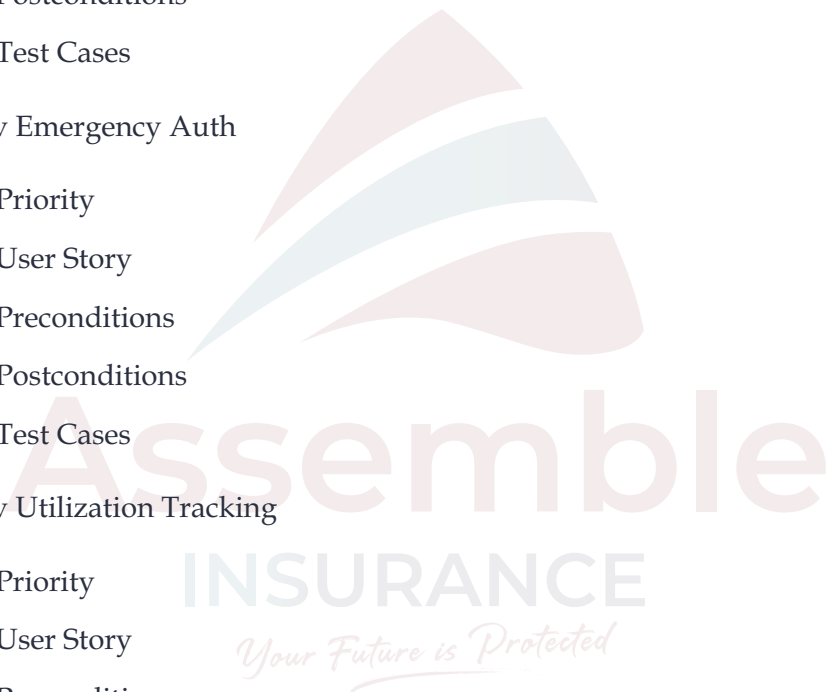 Postconditions
Test Cases
Emergency Auth
Priority
User Story
Preconditions
Postconditions
Test Cases
Assemble
Utilization Tracking
INSURANCE
Priority
User Story
Your Future is Protected